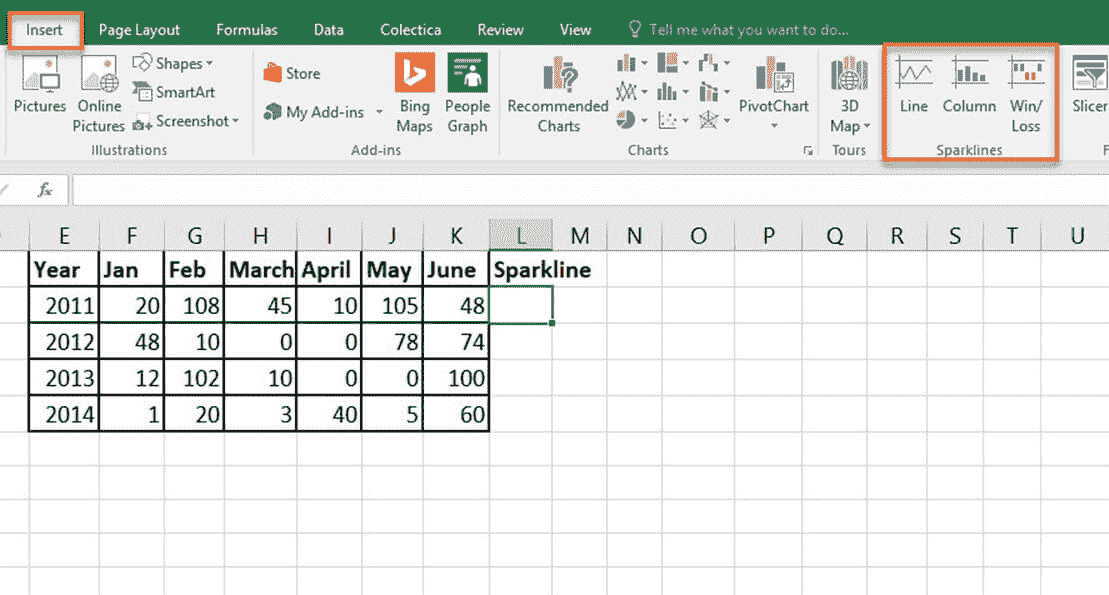 Insert Page Layout Formulas Data Colectica Review View Tell me what you want to do...
Pictures
Online
Pictures
Shapes
SmartArt
Screenshot
Illustrations
Store
My Add-ins
Bing
Maps
People
Graph
Add-ins
Recommended
Charts
PivotChart
Charts
3D
Map
Tours
Line
Column
Win/
Loss
Sparklines
Slicer
fx
E F G H I J K L M N O P Q R S T U
Year Jan Feb March April May June Sparkline
2011 20 108 45 10 105 48
2012 48 10 0 0 78 74
2013 12 102 10 0 0 100
2014 1 20 3 40 5 60